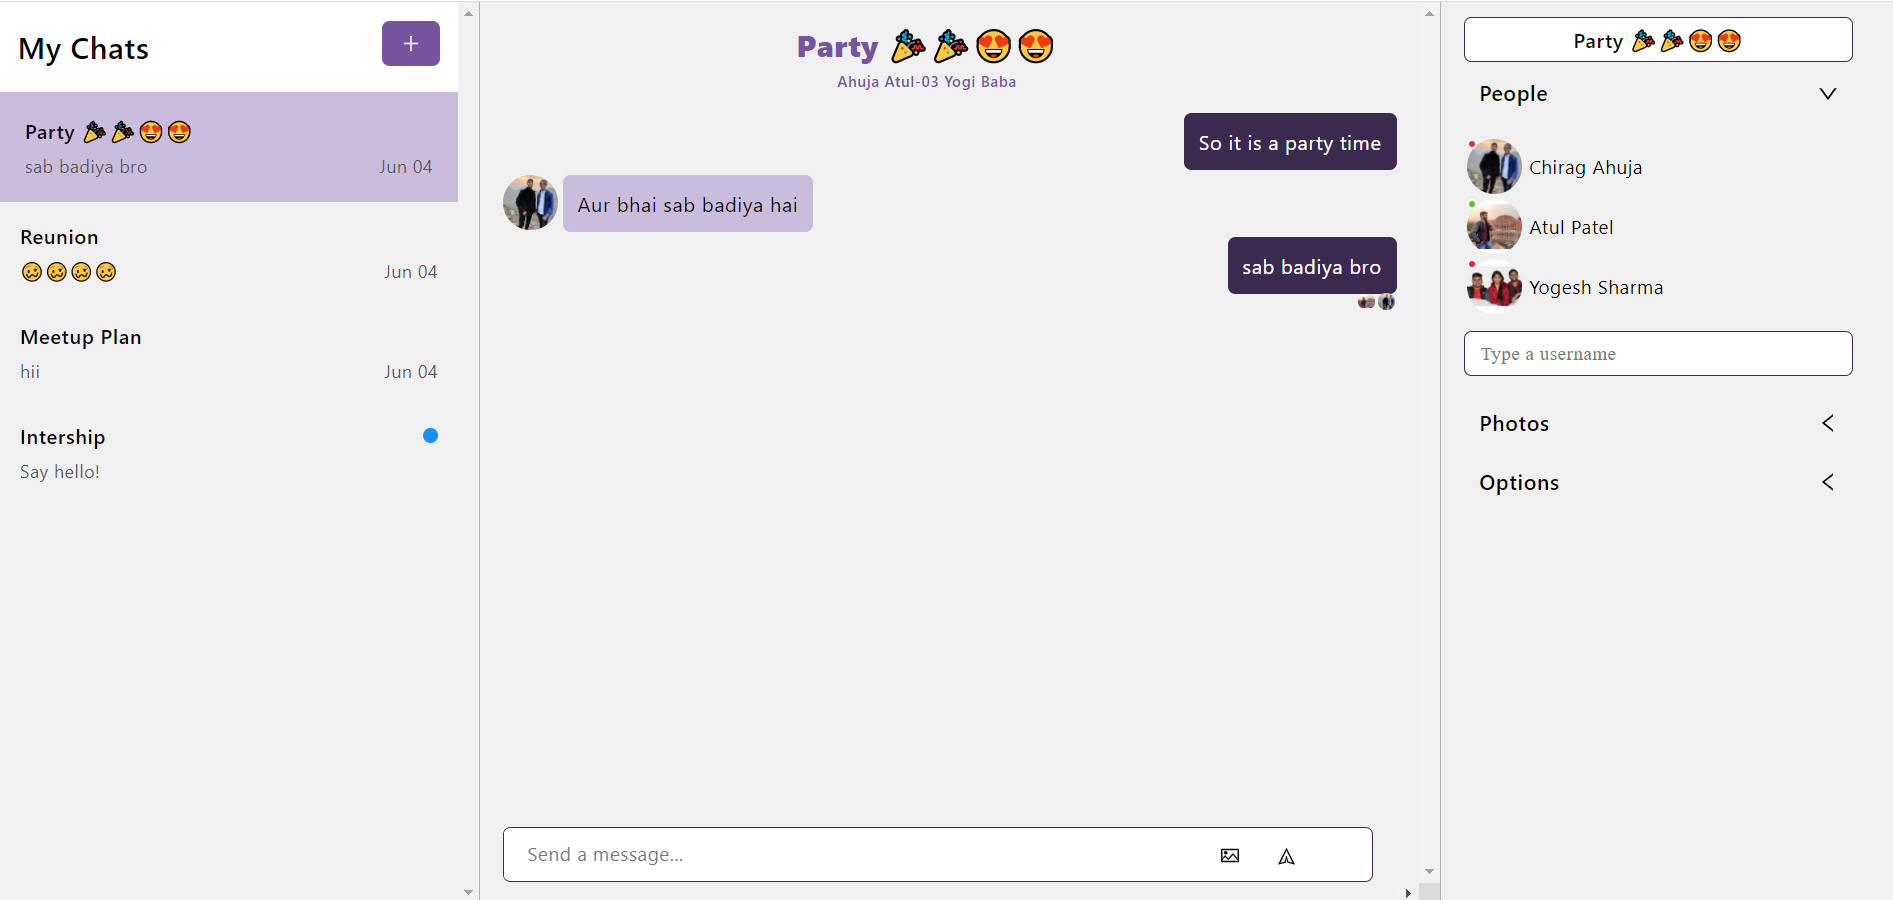 My Chats
+
Party 🎉🎉😍😍
sab badiya bro
Jun 04
Reunion
🥴🥴🥴🥴
Jun 04
Meetup Plan
hii
Jun 04
Intership
Say hello!
Party 🎉🎉😍😍
Ahuja Atul-03 Yogi Baba
So it is a party time
Aur bhai sab badiya hai
sab badiya bro
Send a message...
Party 🎉🎉😍😍
People
Chirag Ahuja
Atul Patel
Yogesh Sharma
Type a username
Photos
Options